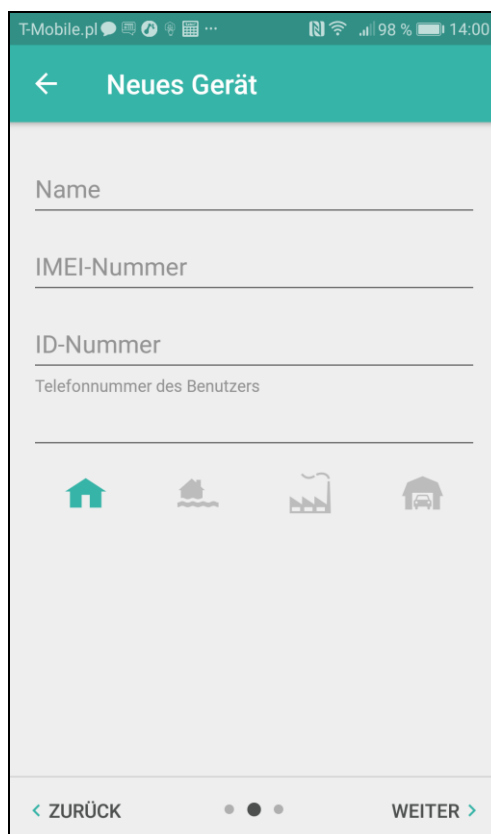 T-Mobile.pl ... 98 % 14:00
Neues Gerät
Name
IMEI-Nummer
ID-Nummer
Telefonnummer des Benutzers
ZURÜCK WEITER